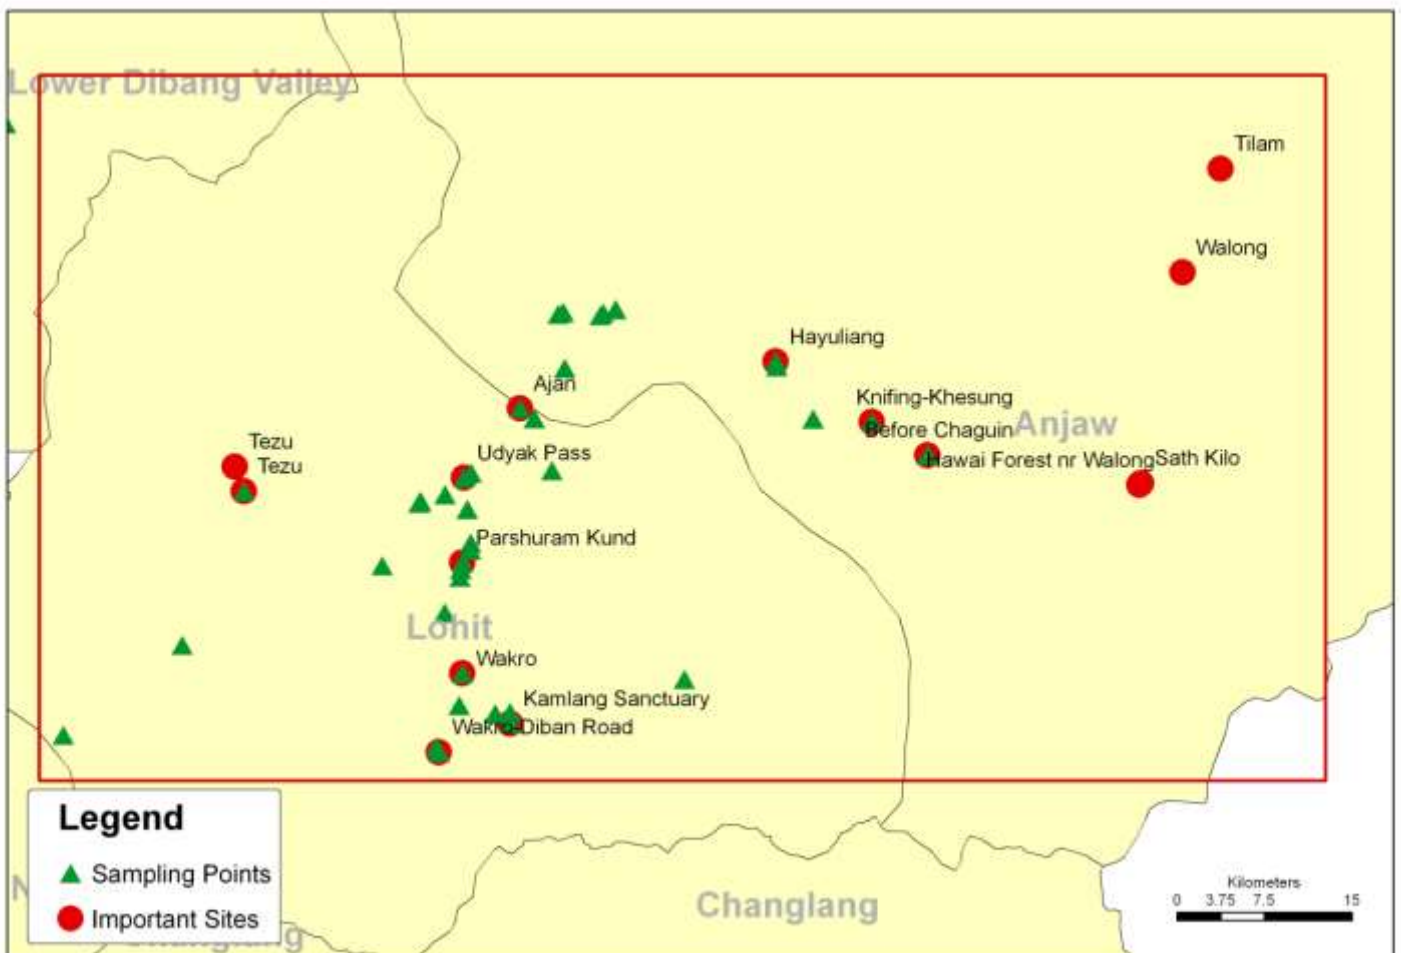 Lower Dibang Valley
Tilam
Walong
Hayuliang
Ajan
Knifing-Khesung
Anjaw
Before Chaguin
Tezu
Udyak Pass
Hawai Forest nr Walong
Sath Kilo
Tezu
Parshuram Kund
Lohit
Wakro
Kamlang Sanctuary
Wakro-Diban Road
Legend
Sampling Points
Important Sites
Changlang
Changlang
Kilometers
0 3.75 7.5 15